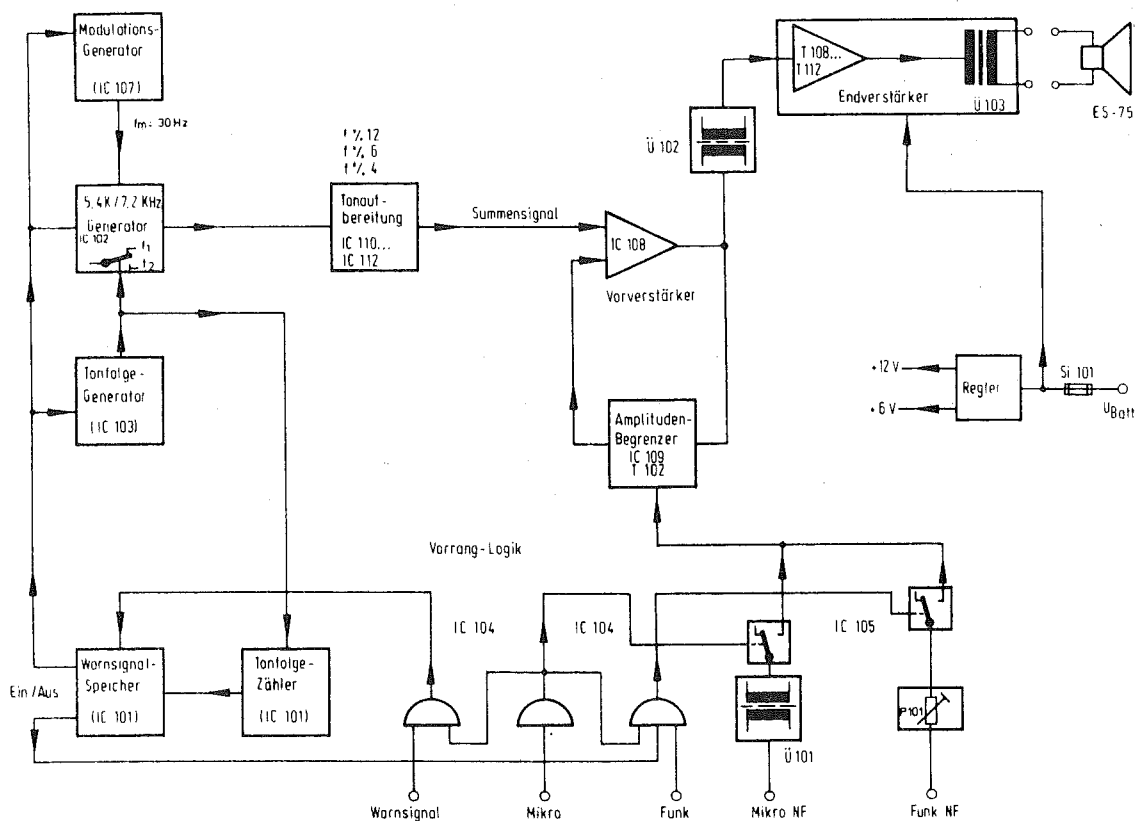 Modulations-
Generator
(IC 107)
fm = 30 Hz
5,4K / 7,2 KHz
Generator
IC 102
f1
f2
f % 12
f % 6
f % 4
Tonauf-
bereitung
IC 110...
IC 112
Summensignal
IC 108
Vorverstärker
Ü 102
T 108...
T 112
Endverstärker
Ü 103
ES-75
Tonfolge-
Generator
(IC 103)
Amplituden-
Begrenzer
IC 109
T 102
+12 V
+ 6 V
Regler
Si 101
UBatt
Vorrang-Logik
IC 104
IC 104
IC 105
Ein/Aus
Warnsignal-
Speicher
(IC 101)
Tonfolge-
Zähler
(IC 101)
P101
Ü 101
Warnsignal
Mikro
Funk
Mikro NF
Funk NF